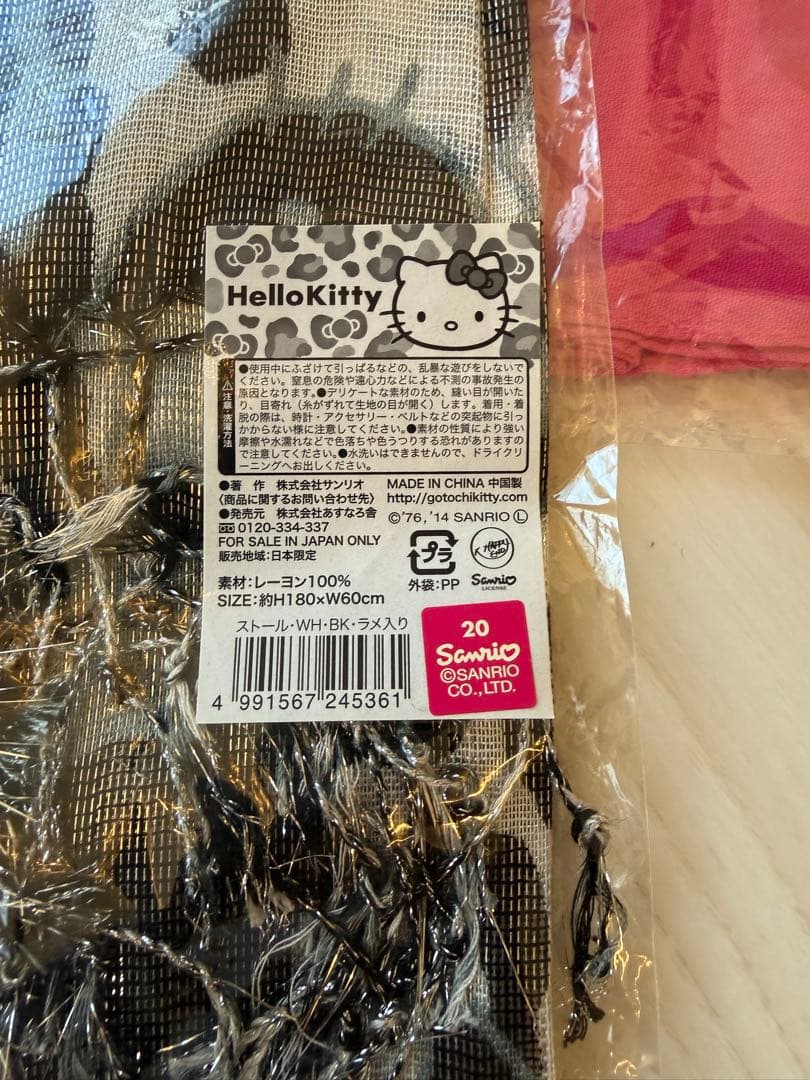 HelloKitty
注意・洗濯方法
●使用中にふざけて引っぱるなどの、乱暴な遊びをしないで
ください。窒息の危険や遠心力などによる不測の事故発生の
原因となります。●デリケートな素材のため、縫い目が開いた
り、目寄れ（糸がずれて生地の目が開く）します。着用・着
脱の際は、時計・アクセサリー・ベルトなどの突起物に引っ
かからない様に注意してください。●素材の性質により強い
摩擦や水濡れなどで色落ちや色うつりする恐れがありますの
で注意してください。●水洗いはできませんので、ドライクリ
ーニングへお出しください。
●著　作　株式会社サンリオ
〈商品に関するお問い合わせ先〉
●発売元　株式会社あすなろ舎
0120-334-337
FOR SALE IN JAPAN ONLY
販売地域：日本限定
MADE IN CHINA 中国製
http://gotochikitty.com
©'76,'14 SANRIO Ⓛ
プラ
外袋：PP
HAPPY END
Sanrio
LICENSE
素材：レーヨン100%
SIZE：約H180×W60cm
ストール・WH・BK・ラメ入り
4 991567 245361
20
Sanrio
©SANRIO
CO.,LTD.